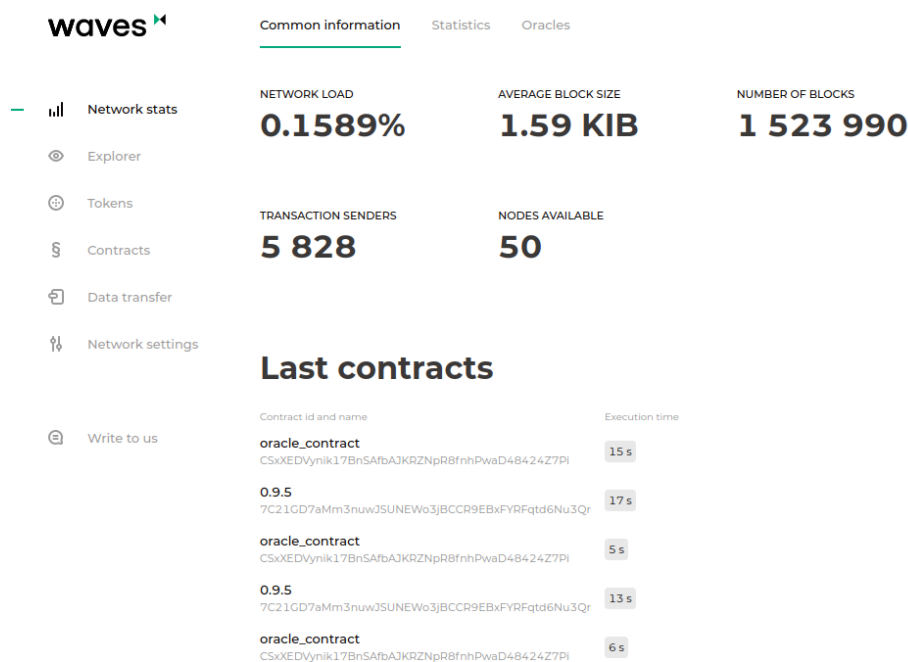 waves
Common information
Statistics
Oracles
Network stats
Explorer
Tokens
Contracts
Data transfer
Network settings
Write to us
NETWORK LOAD
0.1589%
AVERAGE BLOCK SIZE
1.59 KIB
NUMBER OF BLOCKS
1 523 990
TRANSACTION SENDERS
5 828
NODES AVAILABLE
50
Last contracts
Contract id and name
Execution time
oracle_contract
CSxXEDVynik17BnSAfbAJKRZNpR8fnhPwaD48424Z7Pi
15 s
0.9.5
7C21GD7aMm3nuwJSUNEWo3jBCCR9EBxFYRFqtd6Nu3Qr
17 s
oracle_contract
CSxXEDVynik17BnSAfbAJKRZNpR8fnhPwaD48424Z7Pi
5 s
0.9.5
7C21GD7aMm3nuwJSUNEWo3jBCCR9EBxFYRFqtd6Nu3Qr
13 s
oracle_contract
CSxXEDVynik17BnSAfbAJKRZNpR8fnhPwaD48424Z7Pi
6 s